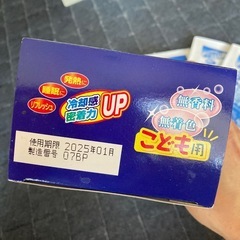 発熱に
睡眠に
リフレッシュ
冷却感
密着力
UP
無香料
無着色
こども用
使用期限 2025年01月
製造番号 07BP